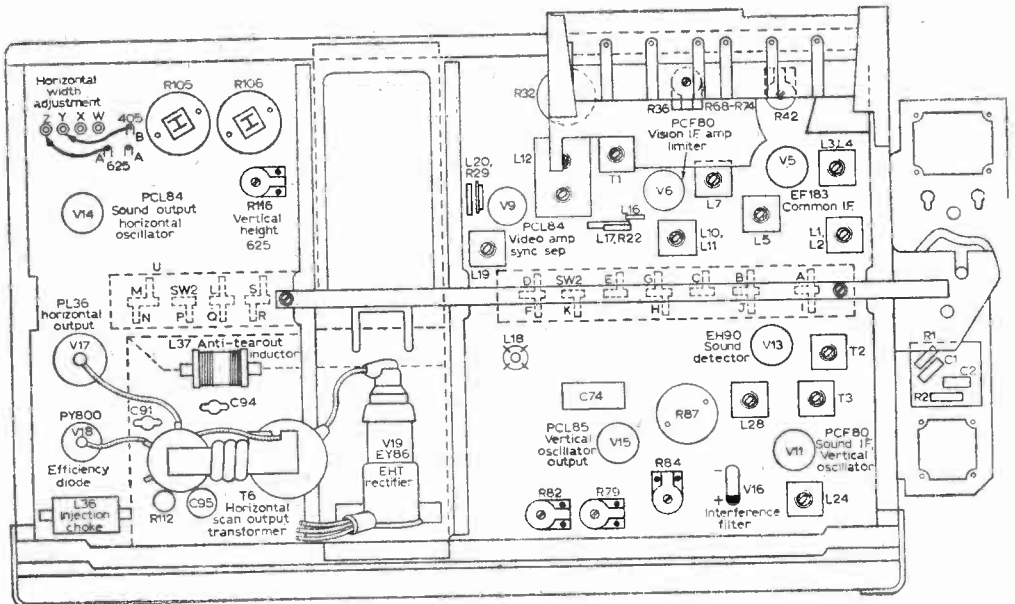 Horizontal
width
adjustment
Z Y X W
405
B
A
625
A
R105
R106
R116
Vertical
height
625
V14
PCL84
Sound output
horizontal
oscillator
U
M SW2 L S
N P Q R
PL36
horizontal
output
V17
L37 Anti-tearout
inductor
C91
C94
PY800
V18
Efficiency
diode
L36
Injection
choke
R112
C95
T6
Horizontal
scan output
transformer
V19
EY86
EHT
rectifier
R32
R36
R68-R74
R42
PCF80
Vision IF amp
limiter
L20,
R29
L12
T1
V9
V6
L7
V5
L3,L4
EF183
Common IF
L16
PCL84
Video amp
sync sep
L17,R22
L10,
L11
L5
L1,
L2
L19
D SW2 E G C B A
F K H J
L18
EH90
Sound
detector
V13
T2
R1
C1
C2
R2
C74
R87
L28
T3
PCL85
Vertical
oscillator
output
V15
V11
PCF80
Sound IF,
Vertical
oscillator
R84
R82
R79
-
+
V16
Interference
filter
L24